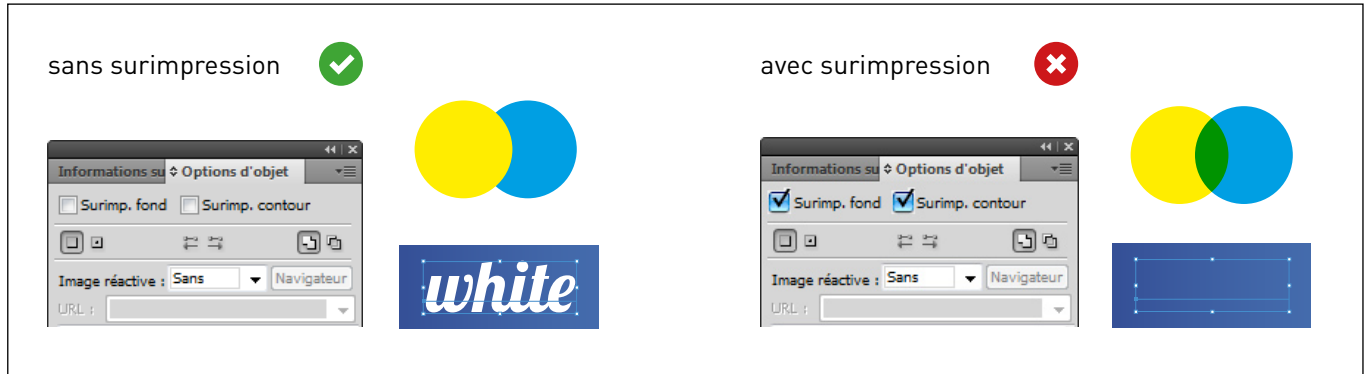 sans surimpression
Informations su Options d'objet
Surimp. fond Surimp. contour
Image réactive : Sans Navigateur
URL :
white
avec surimpression
Informations su Options d'objet
Surimp. fond Surimp. contour
Image réactive : Sans Navigateur
URL :